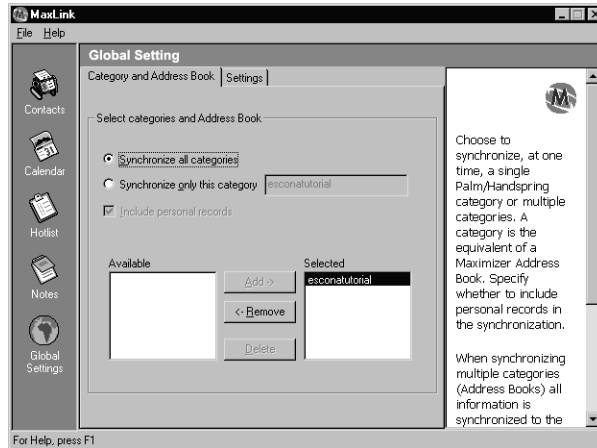 MaxLink
File Help
Global Setting
Category and Address Book Settings
Contacts
Calendar
Hotlist
Notes
Global
Settings
Select categories and Address Book
Synchronize all categories
Synchronize only this category esconatutorial
Include personal records
Available
Selected
Add ->
esconatutorial
<- Remove
Delete
M
Choose to
synchronize, at one
time, a single
Palm/Handspring
category or multiple
categories. A
category is the
equivalent of a
Maximizer Address
Book. Specify
whether to include
personal records in
the synchronization.
When synchronizing
multiple categories
(Address Books) all
information is
synchronized to the
For Help, press F1